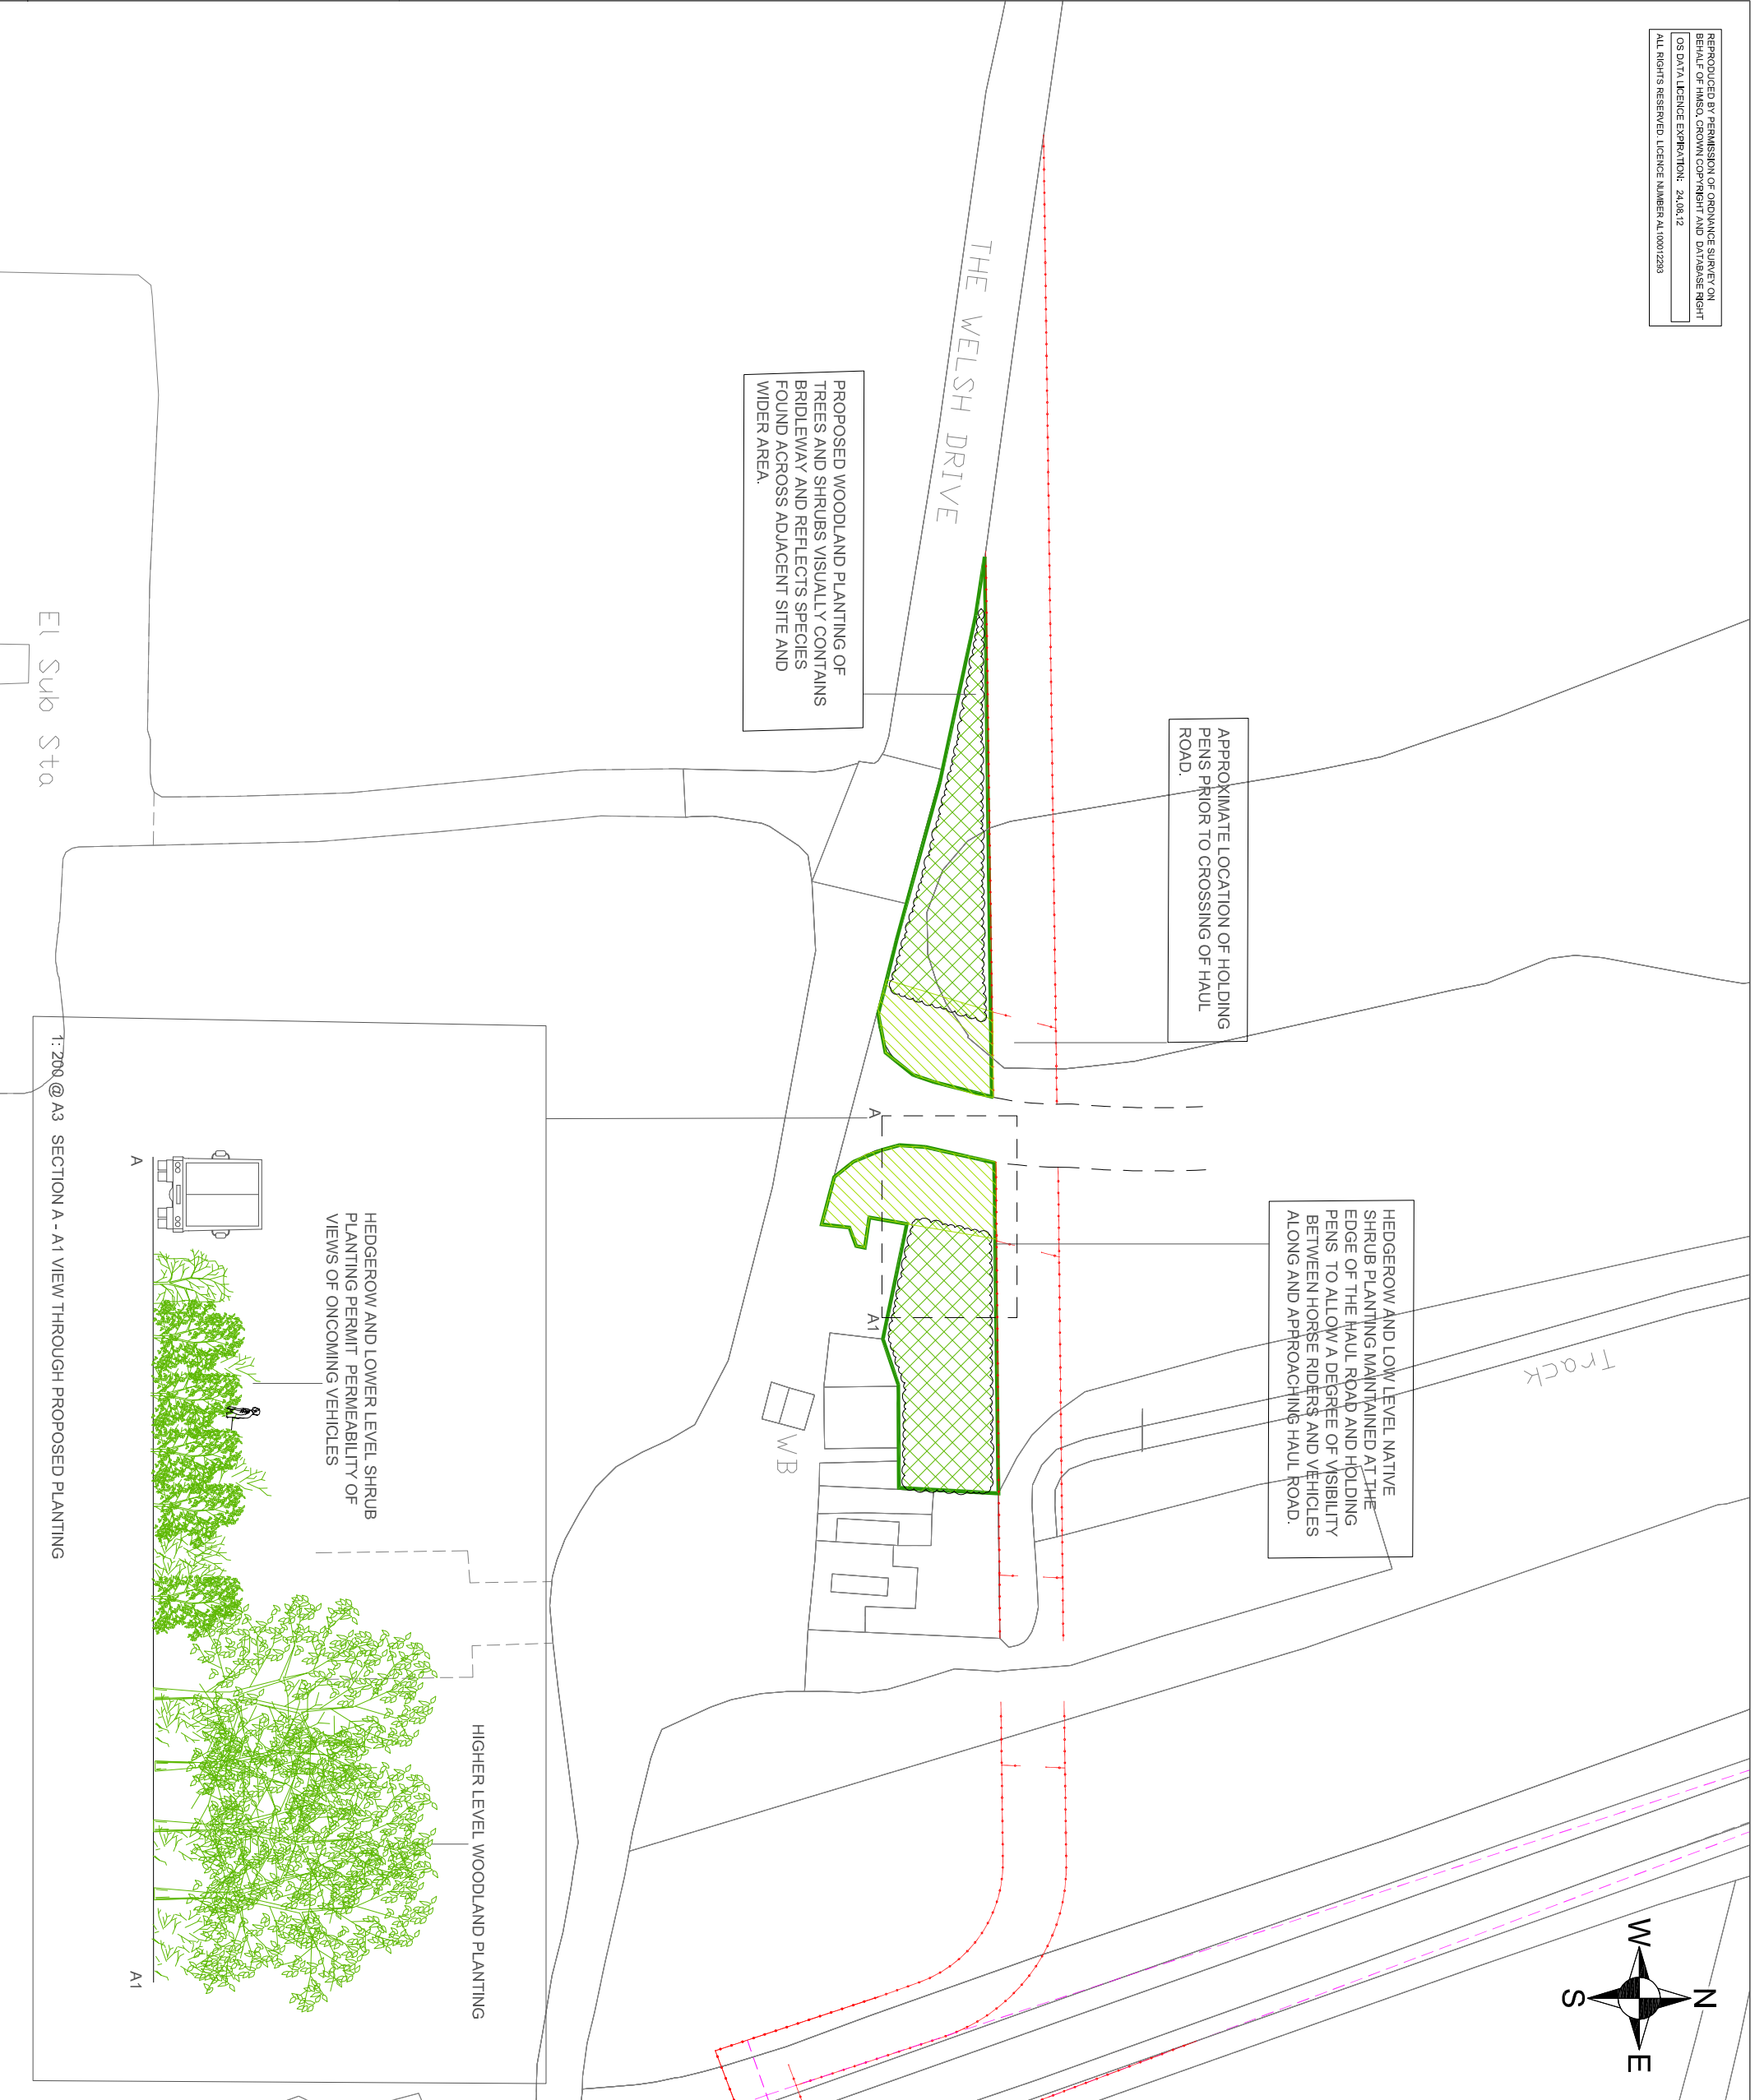 REPRODUCED BY PERMISSION OF ORDNANCE SURVEY ON
BEHALF OF HMSO, CROWN COPYRIGHT AND DATABASE RIGHT
OS DATA LICENCE EXPIRATION: 24.08.12
ALL RIGHTS RESERVED. LICENCE NUMBER AL100012293
THE WELSH DRIVE
PROPOSED WOODLAND PLANTING OF
TREES AND SHRUBS VISUALLY CONTAINS
BRIDLEWAY AND REFLECTS SPECIES
FOUND ACROSS ADJACENT SITE AND
WIDER AREA.
APPROXIMATE LOCATION OF HOLDING
PENS PRIOR TO CROSSING OF HAUL
ROAD.
HEDGEROW AND LOW LEVEL NATIVE
SHRUB PLANTING MAINTAINED AT THE
EDGE OF THE HAUL ROAD AND HOLDING
PENS TO ALLOW A DEGREE OF VISIBILITY
BETWEEN HORSE RIDERS AND VEHICLES
ALONG AND APPROACHING HAUL ROAD.
Track
N
W
E
S
A
A1
WB
El Sub Sta
HEDGEROW AND LOWER LEVEL SHRUB
PLANTING PERMIT PERMEABILITY OF
VIEWS OF ONCOMING VEHICLES
HIGHER LEVEL WOODLAND PLANTING
A
A1
1: 200 @ A3 SECTION A - A1 VIEW THROUGH PROPOSED PLANTING